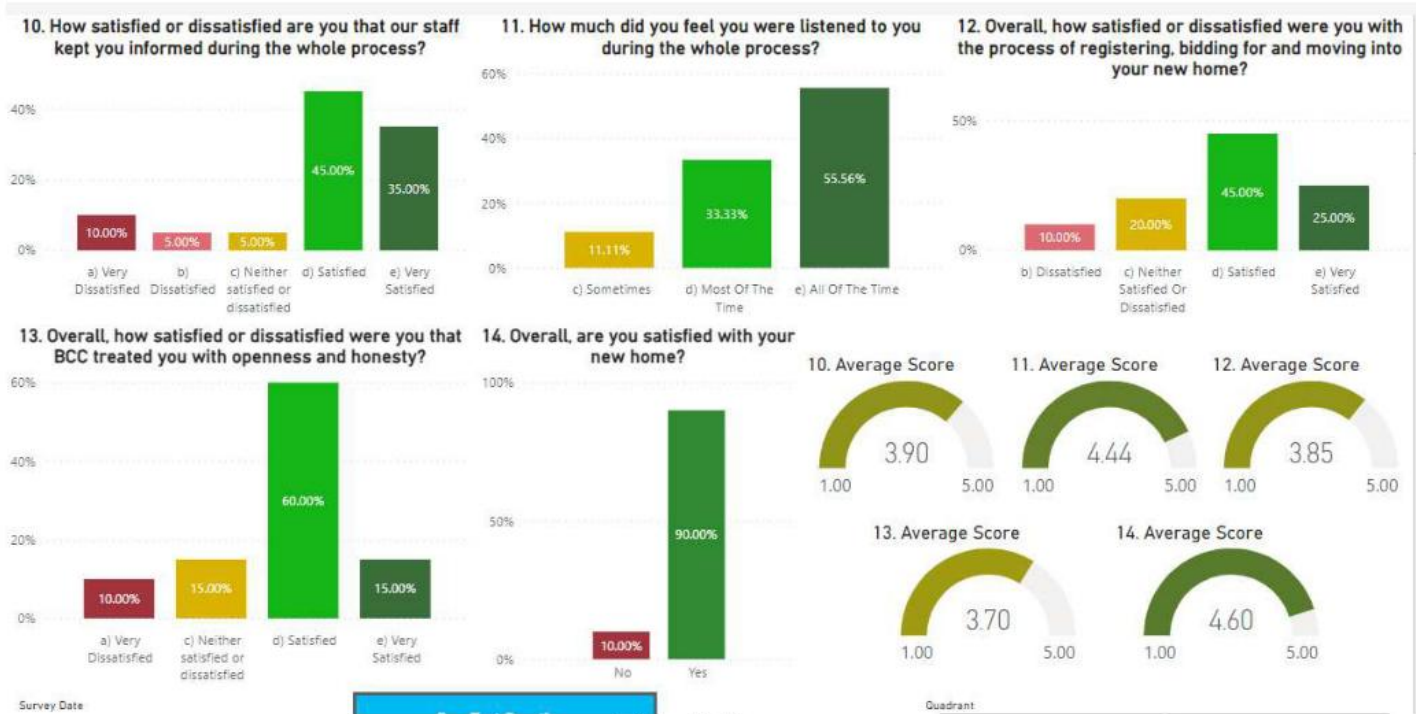 10. How satisfied or dissatisfied are you that our staff
kept you informed during the whole process?
40%
20%
0%
10.00%
5.00%
5.00%
45.00%
35.00%
a) Very
Dissatisfied
b)
Dissatisfied
c) Neither
satisfied or
dissatisfied
d) Satisfied
e) Very
Satisfied
11. How much did you feel you were listened to you
during the whole process?
60%
40%
20%
0%
11.11%
33.33%
55.56%
c) Sometimes
d) Most Of The
Time
e) All Of The Time
12. Overall, how satisfied or dissatisfied were you with
the process of registering, bidding for and moving into
your new home?
50%
0%
10.00%
20.00%
45.00%
25.00%
b) Dissatisfied
c) Neither
Satisfied Or
Dissatisfied
d) Satisfied
e) Very
Satisfied
13. Overall, how satisfied or dissatisfied were you that
BCC treated you with openness and honesty?
60%
40%
20%
0%
10.00%
15.00%
60.00%
15.00%
a) Very
Dissatisfied
c) Neither
satisfied or
dissatisfied
d) Satisfied
e) Very
Satisfied
14. Overall, are you satisfied with your
new home?
100%
50%
0%
10.00%
90.00%
No
Yes
10. Average Score
3.90
1.00
5.00
11. Average Score
4.44
1.00
5.00
12. Average Score
3.85
1.00
5.00
13. Average Score
3.70
1.00
5.00
14. Average Score
4.60
1.00
5.00
Survey Date
Quadrant